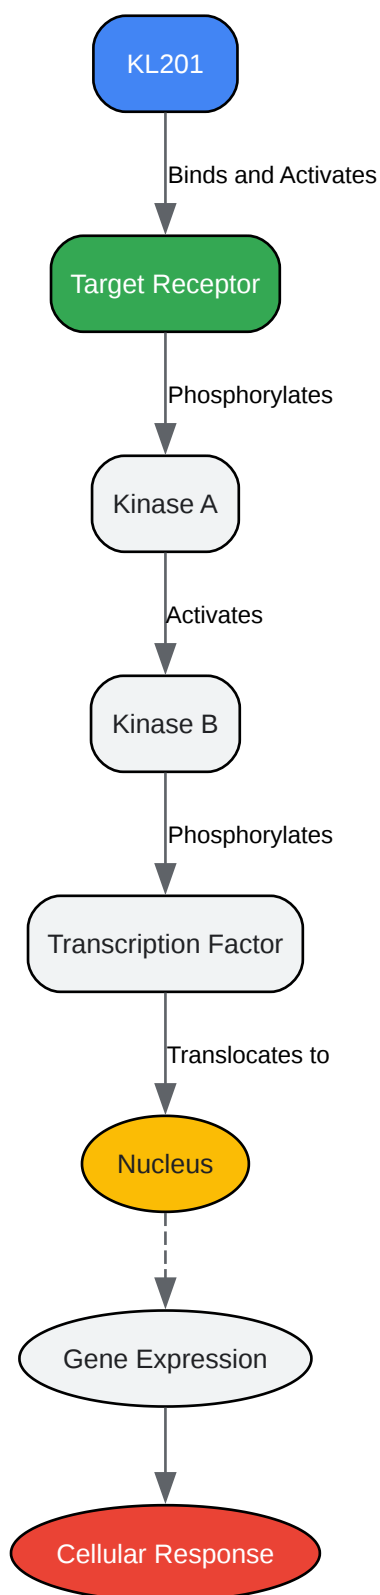 KL201
Binds and Activates
Target Receptor
Phosphorylates
Kinase A
Activates
Kinase B
Phosphorylates
Transcription Factor
Translocates to
Nucleus
Gene Expression
Cellular Response